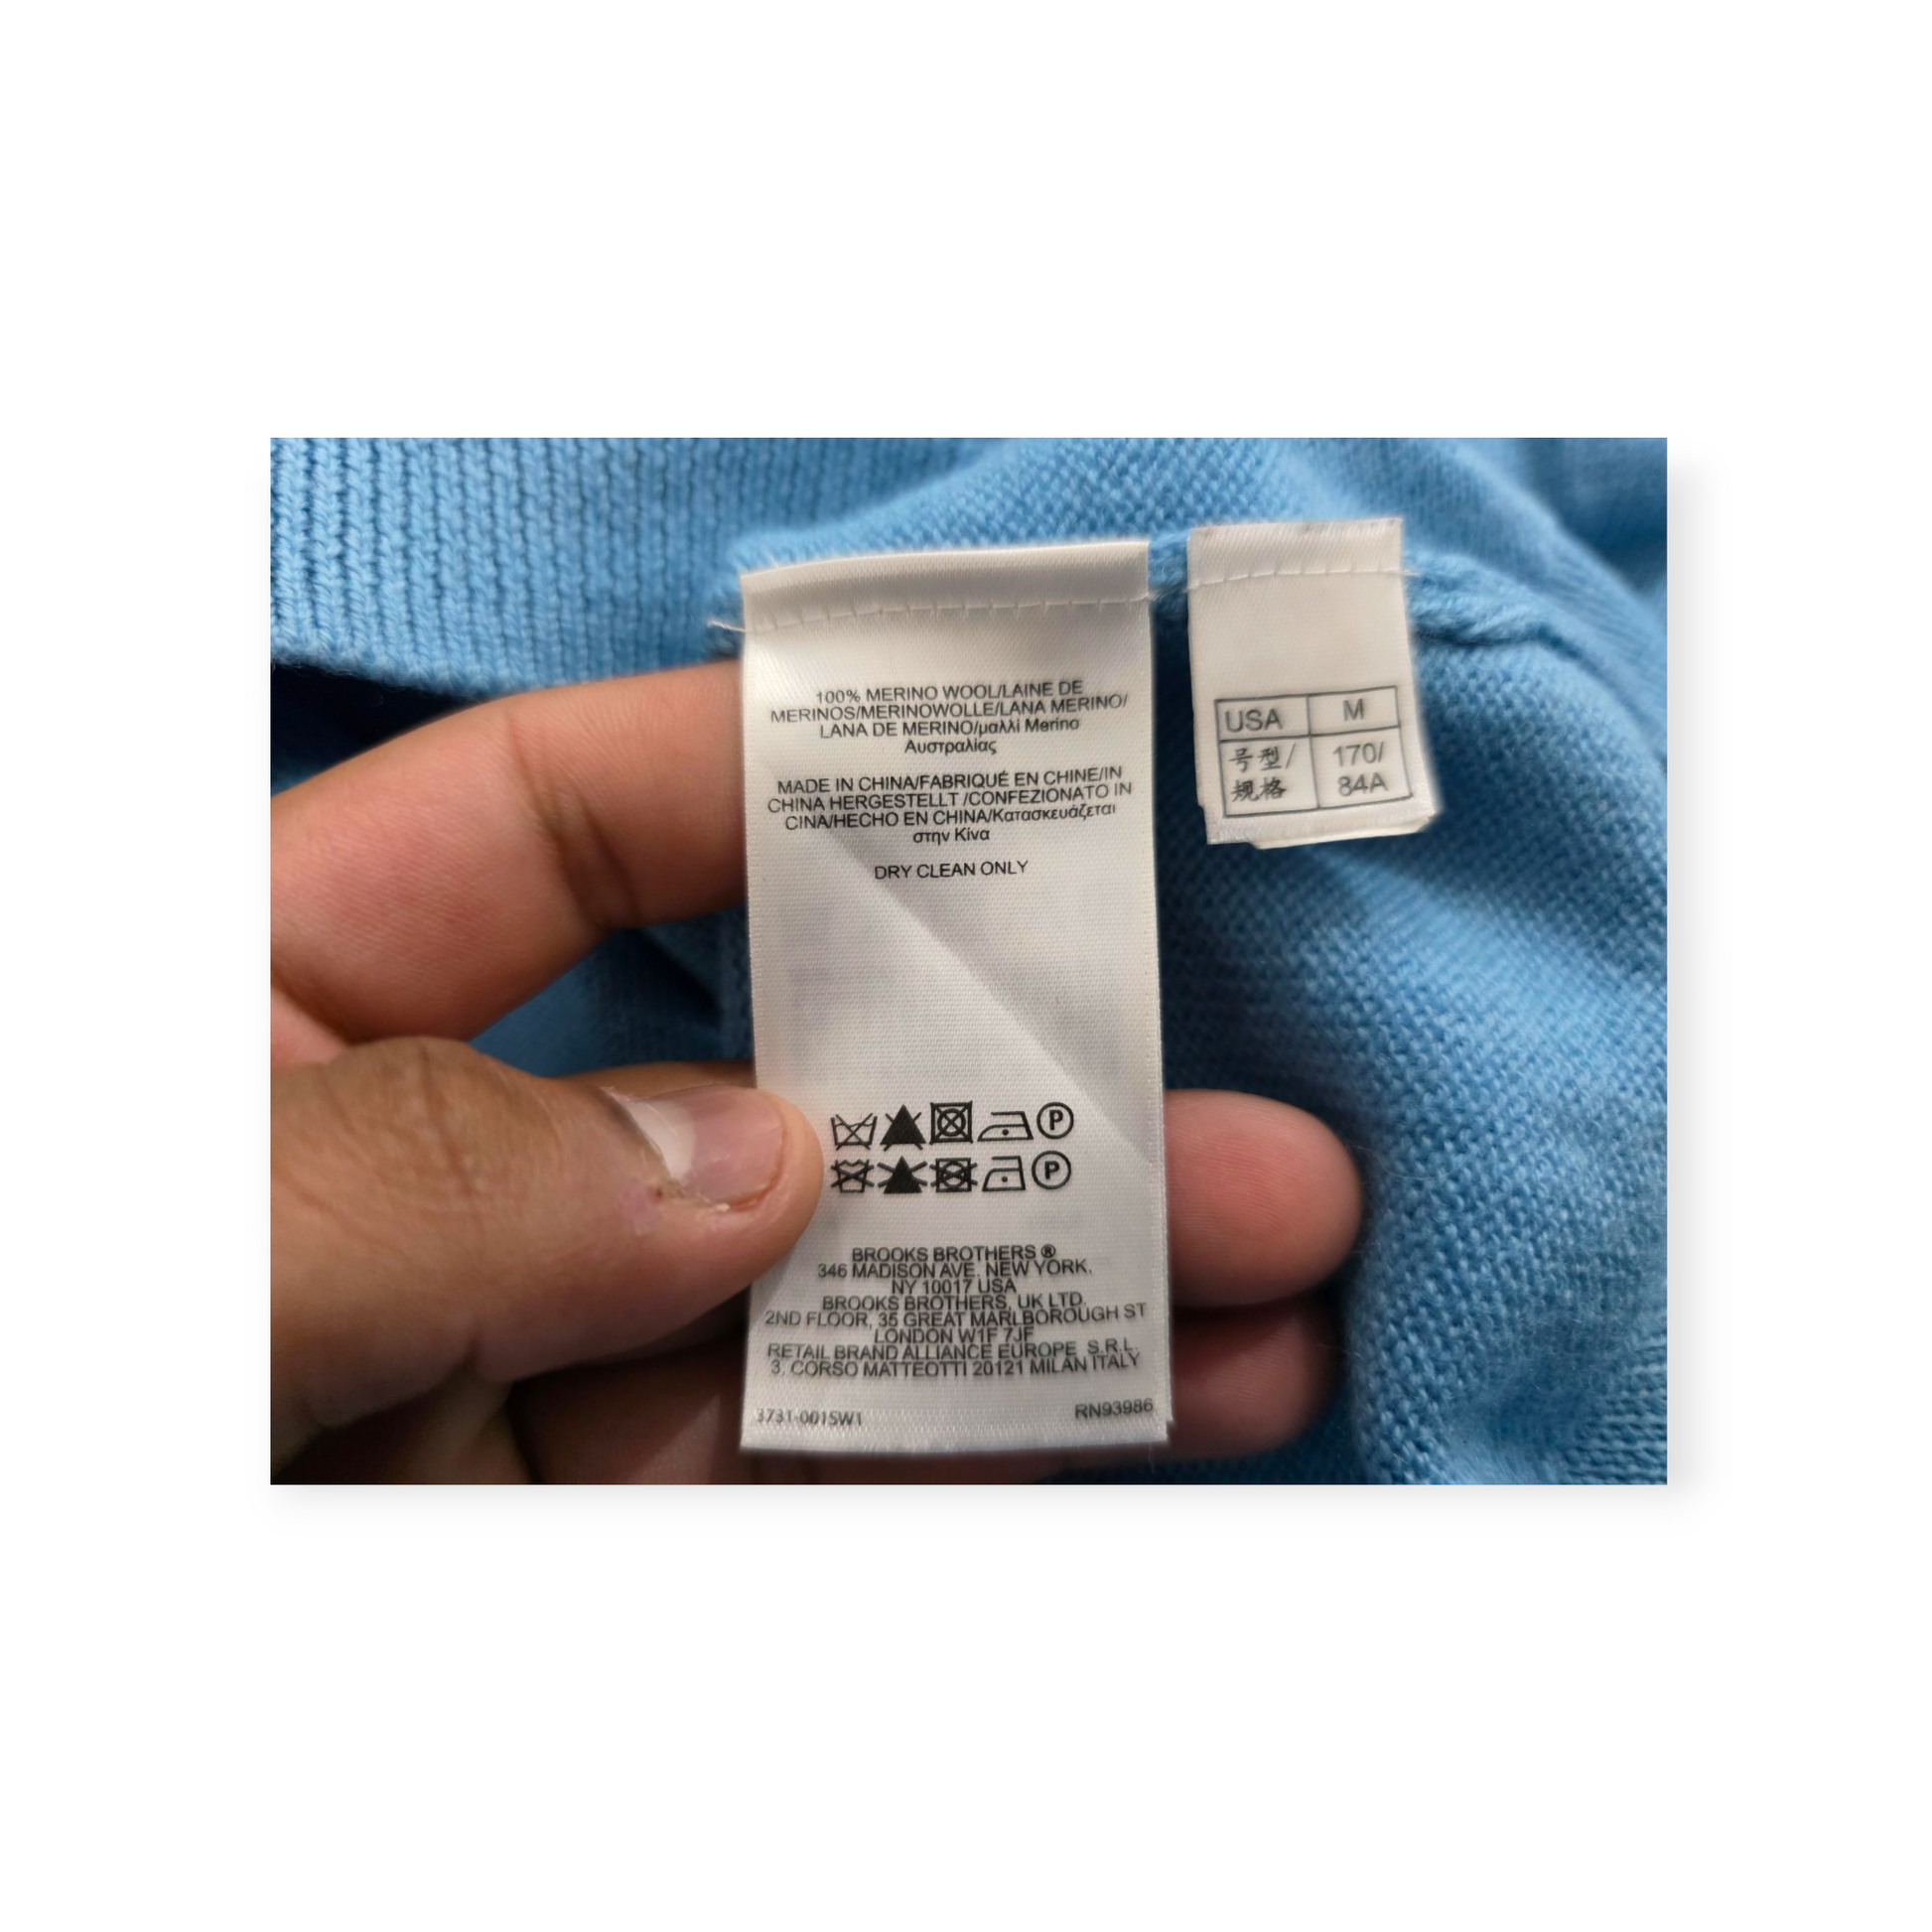 100% MERINO WOOL/LAINE DE
MERINOS/MERINOWOLLE/LANA MERINO/
LANA DE MERINO/μαλλί Merino
Αυστραλίας
MADE IN CHINA/FABRIQUÉ EN CHINE/IN
CHINA HERGESTELLT /CONFEZIONATO IN
CINA/HECHO EN CHINA/Κατασκευάζεται
στην Κίνα
DRY CLEAN ONLY
P
P
BROOKS BROTHERS ®
346 MADISON AVE. NEW YORK.
NY 10017 USA
BROOKS BROTHERS, UK LTD.
2ND FLOOR, 35 GREAT MARLBOROUGH ST
LONDON W1F 7JF
RETAIL BRAND ALLIANCE EUROPE S.R.L.
3, CORSO MATTEOTTI 20121 MILAN ITALY
3731-001SW1 RN93986
USA M
号型/ 170/
规格 84A